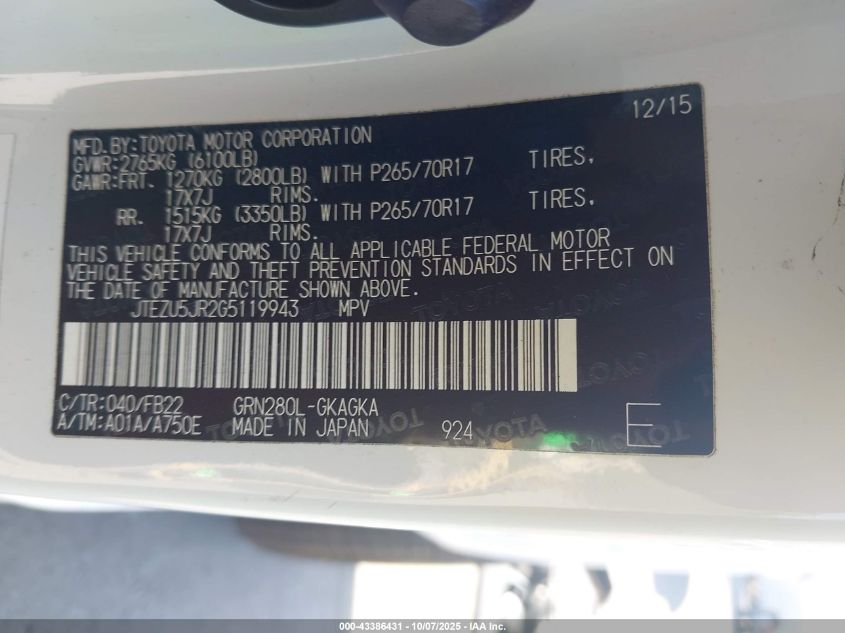 12/15
MFD.BY:TOYOTA MOTOR CORPORATION
GVWR:2765KG (6100LB)
GAWR:FRT. 1270KG (2800LB) WITH P265/70R17 TIRES,
17X7J RIMS.
RR. 1515KG (3350LB) WITH P265/70R17 TIRES,
17X7J RIMS.
THIS VEHICLE CONFORMS TO ALL APPLICABLE FEDERAL MOTOR
VEHICLE SAFETY AND THEFT PREVENTION STANDARDS IN EFFECT ON
THE DATE OF MANUFACTURE SHOWN ABOVE.
JTEZU5JR2G5119943 MPV
C/TR:040/FB22 GRN280L-GKAGKA
A/TM:A01A/A750E MADE IN JAPAN 924 E
000-43386431 - 10/07/2025 - IAA Inc.